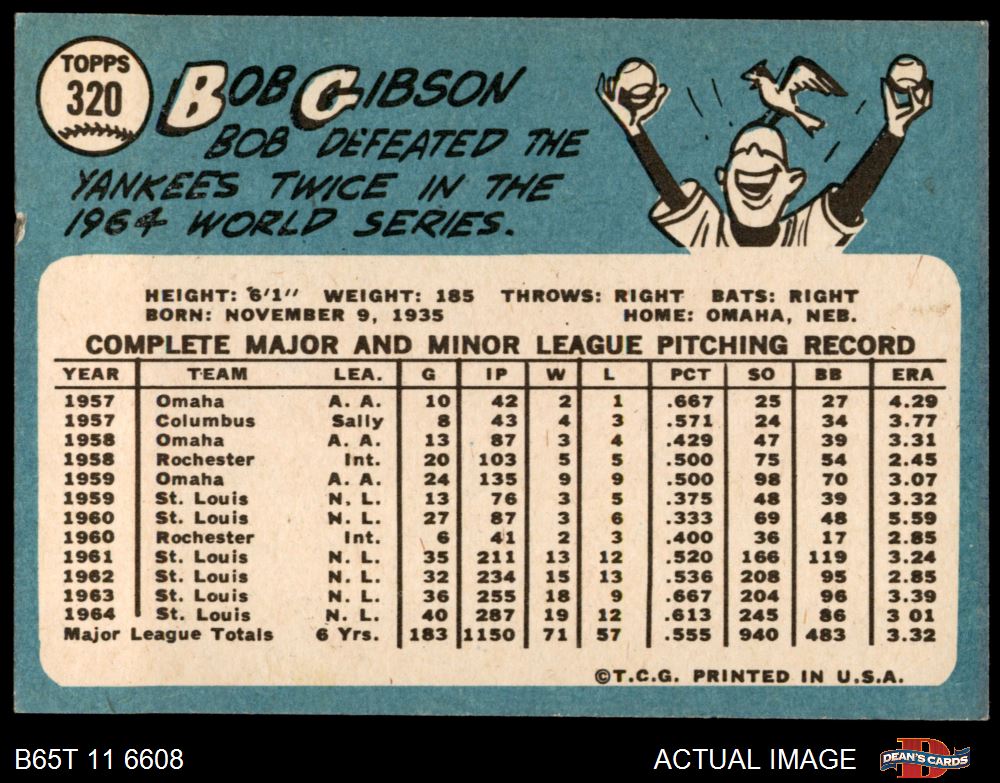 TOPPS
320
BOB GIBSON
BOB DEFEATED THE
YANKEES TWICE IN THE
1964 WORLD SERIES.
HEIGHT: 6'1" WEIGHT: 185 THROWS: RIGHT BATS: RIGHT
BORN: NOVEMBER 9, 1935 HOME: OMAHA, NEB.
COMPLETE MAJOR AND MINOR LEAGUE PITCHING RECORD
YEAR TEAM LEA. G IP W L PCT SO BB ERA
1957 Omaha A. A. 10 42 2 1 .667 25 27 4.29
1957 Columbus Sally 8 43 4 3 .571 24 34 3.77
1958 Omaha A. A. 13 87 3 4 .429 47 39 3.31
1958 Rochester Int. 20 103 5 5 .500 75 54 2.45
1959 Omaha A. A. 24 135 9 9 .500 98 70 3.07
1959 St. Louis N. L. 13 76 3 5 .375 48 39 3.32
1960 St. Louis N. L. 27 87 3 6 .333 69 48 5.59
1960 Rochester Int. 6 41 2 3 .400 36 17 2.85
1961 St. Louis N. L. 35 211 13 12 .520 166 119 3.24
1962 St. Louis N. L. 32 234 15 13 .536 208 95 2.85
1963 St. Louis N. L. 36 255 18 9 .667 204 96 3.39
1964 St. Louis N. L. 40 287 19 12 .613 245 86 3 01
Major League Totals 6 Yrs. 183 1150 71 57 .555 940 483 3.32
©T.C.G. PRINTED IN U.S.A.
B65T 11 6608 ACTUAL IMAGE DEAN'S CARDS